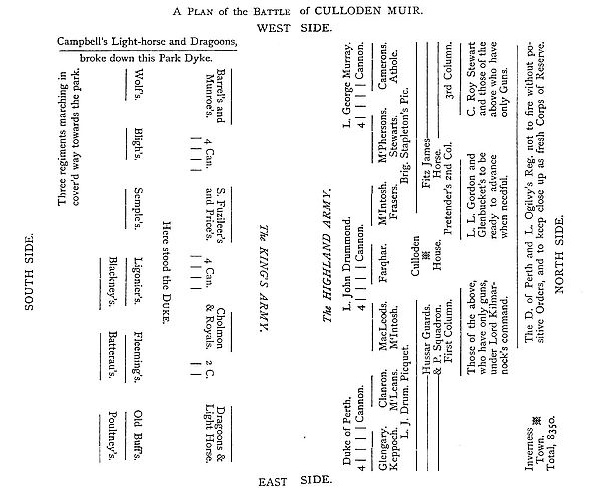 A PLAN of the BATTLE of CULLODEN MUIR.
WEST SIDE.
Campbell's Light-horse and Dragoons,
broke down this Park Dyke.
Three regiments marching in
cover'd way towards the park.
SOUTH SIDE.
Wolf's.
Bligh's.
Semple's.
Ligonier's.
Blackney's.
Fleeming's.
Batterau's.
Old Buff's.
Poultney's.
Here stood the DUKE.
Barrel's and
Munroe's.
4 Can.
S. Fuzileer's
and Price's.
4 Can.
Cholmon
& Royals.
2 C.
Dragoons &
Light Horse.
The KING'S ARMY.
The HIGHLAND ARMY.
L. George Murray.
4 Cannon.
L. John Drummond.
4 Cannon.
Duke of Perth.
4 Cannon.
Camerons.
Athole.
M'Phersons.
Stewarts.
Brig. Stapleton's Pic.
M'Intosh.
Frasers.
Farqhar.
MacLeods.
M'Intosh.
Clanron.
M'Leans.
L. J. Drum. Picquet.
Glengary.
Keppoch.
Culloden
House.
3rd Column.
Fitz James
Horse.
Pretender's 2nd Col.
Hussar Guards.
& P. Squadron.
First Column.
C. Roy Stewart
and those of the
above who have
only Guns.
L. L. Gordon and
Glenbucket's to be
ready to advance
when needful.
Those of the above,
who have only guns,
under Lord Kilmar-
nock's command.
The D. of Perth and L. Ogilvy's Reg. not to fire without po-
sitive Orders, and to keep close up as fresh Corps of Reserve.
Inverness
Town.
Total, 8350.
NORTH SIDE.
EAST SIDE.